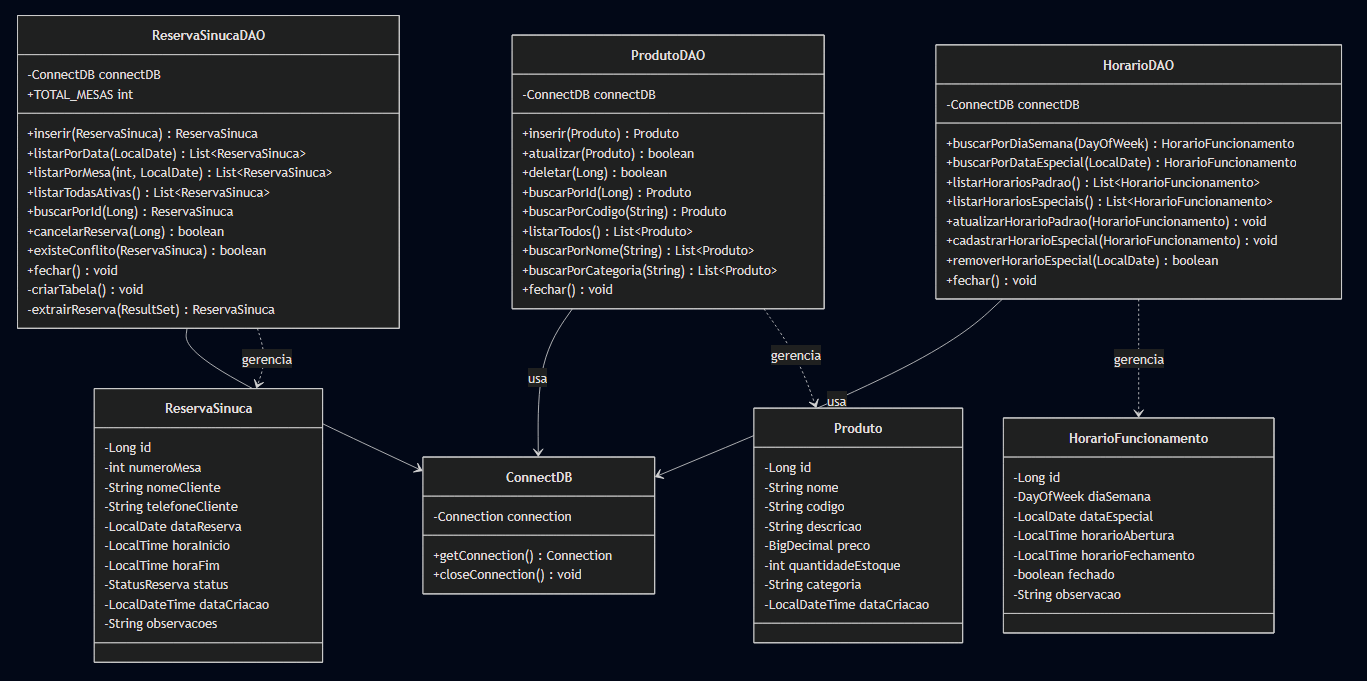 ReservaSinucaDAO
-ConnectDB connectDB
+TOTAL_MESAS int
+inserir(ReservaSinuca) : ReservaSinuca
+listarPorData(LocalDate) : List<ReservaSinuca>
+listarPorMesa(int, LocalDate) : List<ReservaSinuca>
+listarTodasAtivas() : List<ReservaSinuca>
+buscarPorId(Long) : ReservaSinuca
+cancelarReserva(Long) : boolean
+existeConflito(ReservaSinuca) : boolean
+fechar() : void
-criarTabela() : void
-extrairReserva(ResultSet) : ReservaSinuca
ProdutoDAO
-ConnectDB connectDB
+inserir(Produto) : Produto
+atualizar(Produto) : boolean
+deletar(Long) : boolean
+buscarPorId(Long) : Produto
+buscarPorCodigo(String) : Produto
+listarTodos() : List<Produto>
+buscarPorNome(String) : List<Produto>
+buscarPorCategoria(String) : List<Produto>
+fechar() : void
HorarioDAO
-ConnectDB connectDB
+buscarPorDiaSemana(DayOfWeek) : HorarioFuncionamento
+buscarPorDataEspecial(LocalDate) : HorarioFuncionamento
+listarHorariosPadrao() : List<HorarioFuncionamento>
+listarHorariosEspeciais() : List<HorarioFuncionamento>
+atualizarHorarioPadrao(HorarioFuncionamento) : void
+cadastrarHorarioEspecial(HorarioFuncionamento) : void
+removerHorarioEspecial(LocalDate) : boolean
+fechar() : void
gerencia
usa
gerencia
usa
gerencia
ReservaSinuca
-Long id
-int numeroMesa
-String nomeCliente
-String telefoneCliente
-LocalDate dataReserva
-LocalTime horaInicio
-LocalTime horaFim
-StatusReserva status
-LocalDateTime dataCriacao
-String observacoes
ConnectDB
-Connection connection
+getConnection() : Connection
+closeConnection() : void
Produto
-Long id
-String nome
-String codigo
-String descricao
-BigDecimal preco
-int quantidadeEstoque
-String categoria
-LocalDateTime dataCriacao
HorarioFuncionamento
-Long id
-DayOfWeek diaSemana
-LocalDate dataEspecial
-LocalTime horarioAbertura
-LocalTime horarioFechamento
-boolean fechado
-String observacao